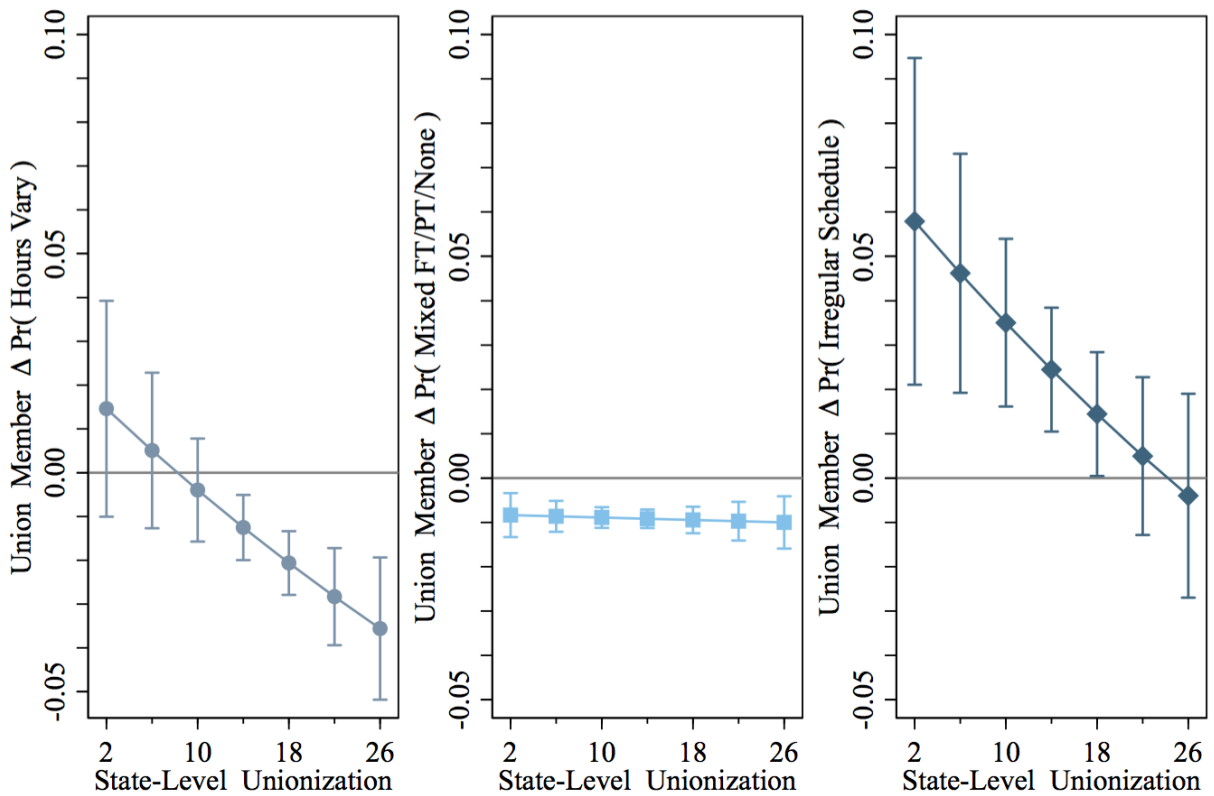 Union Member Δ Pr( Hours Vary )
0.10
0.05
0.00
-0.05
2 10 18 26
State-Level Unionization
Union Member Δ Pr( Mixed FT/PT/None )
0.10
0.05
0.00
-0.05
2 10 18 26
State-Level Unionization
Union Member Δ Pr( Irregular Schedule )
0.10
0.05
0.00
-0.05
2 10 18 26
State-Level Unionization